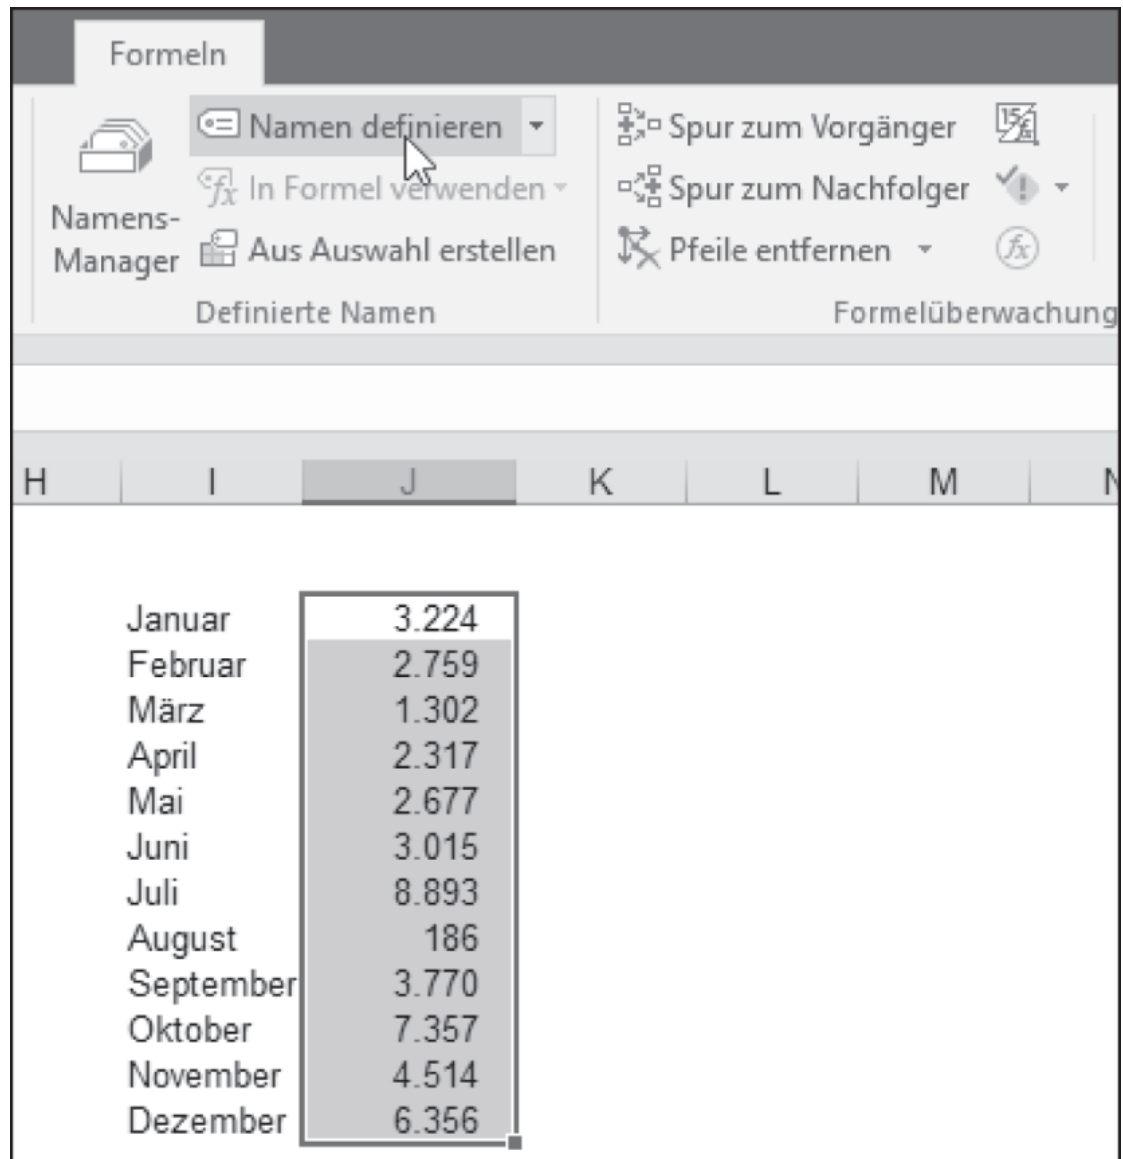 Formeln
Namens-
Manager
Namen definieren
In Formel verwenden
Aus Auswahl erstellen
Definierte Namen
Spur zum Vorgänger
Spur zum Nachfolger
Pfeile entfernen
Formelüberwachung
H I J K L M N
Januar 3.224
Februar 2.759
März 1.302
April 2.317
Mai 2.677
Juni 3.015
Juli 8.893
August 186
September 3.770
Oktober 7.357
November 4.514
Dezember 6.356